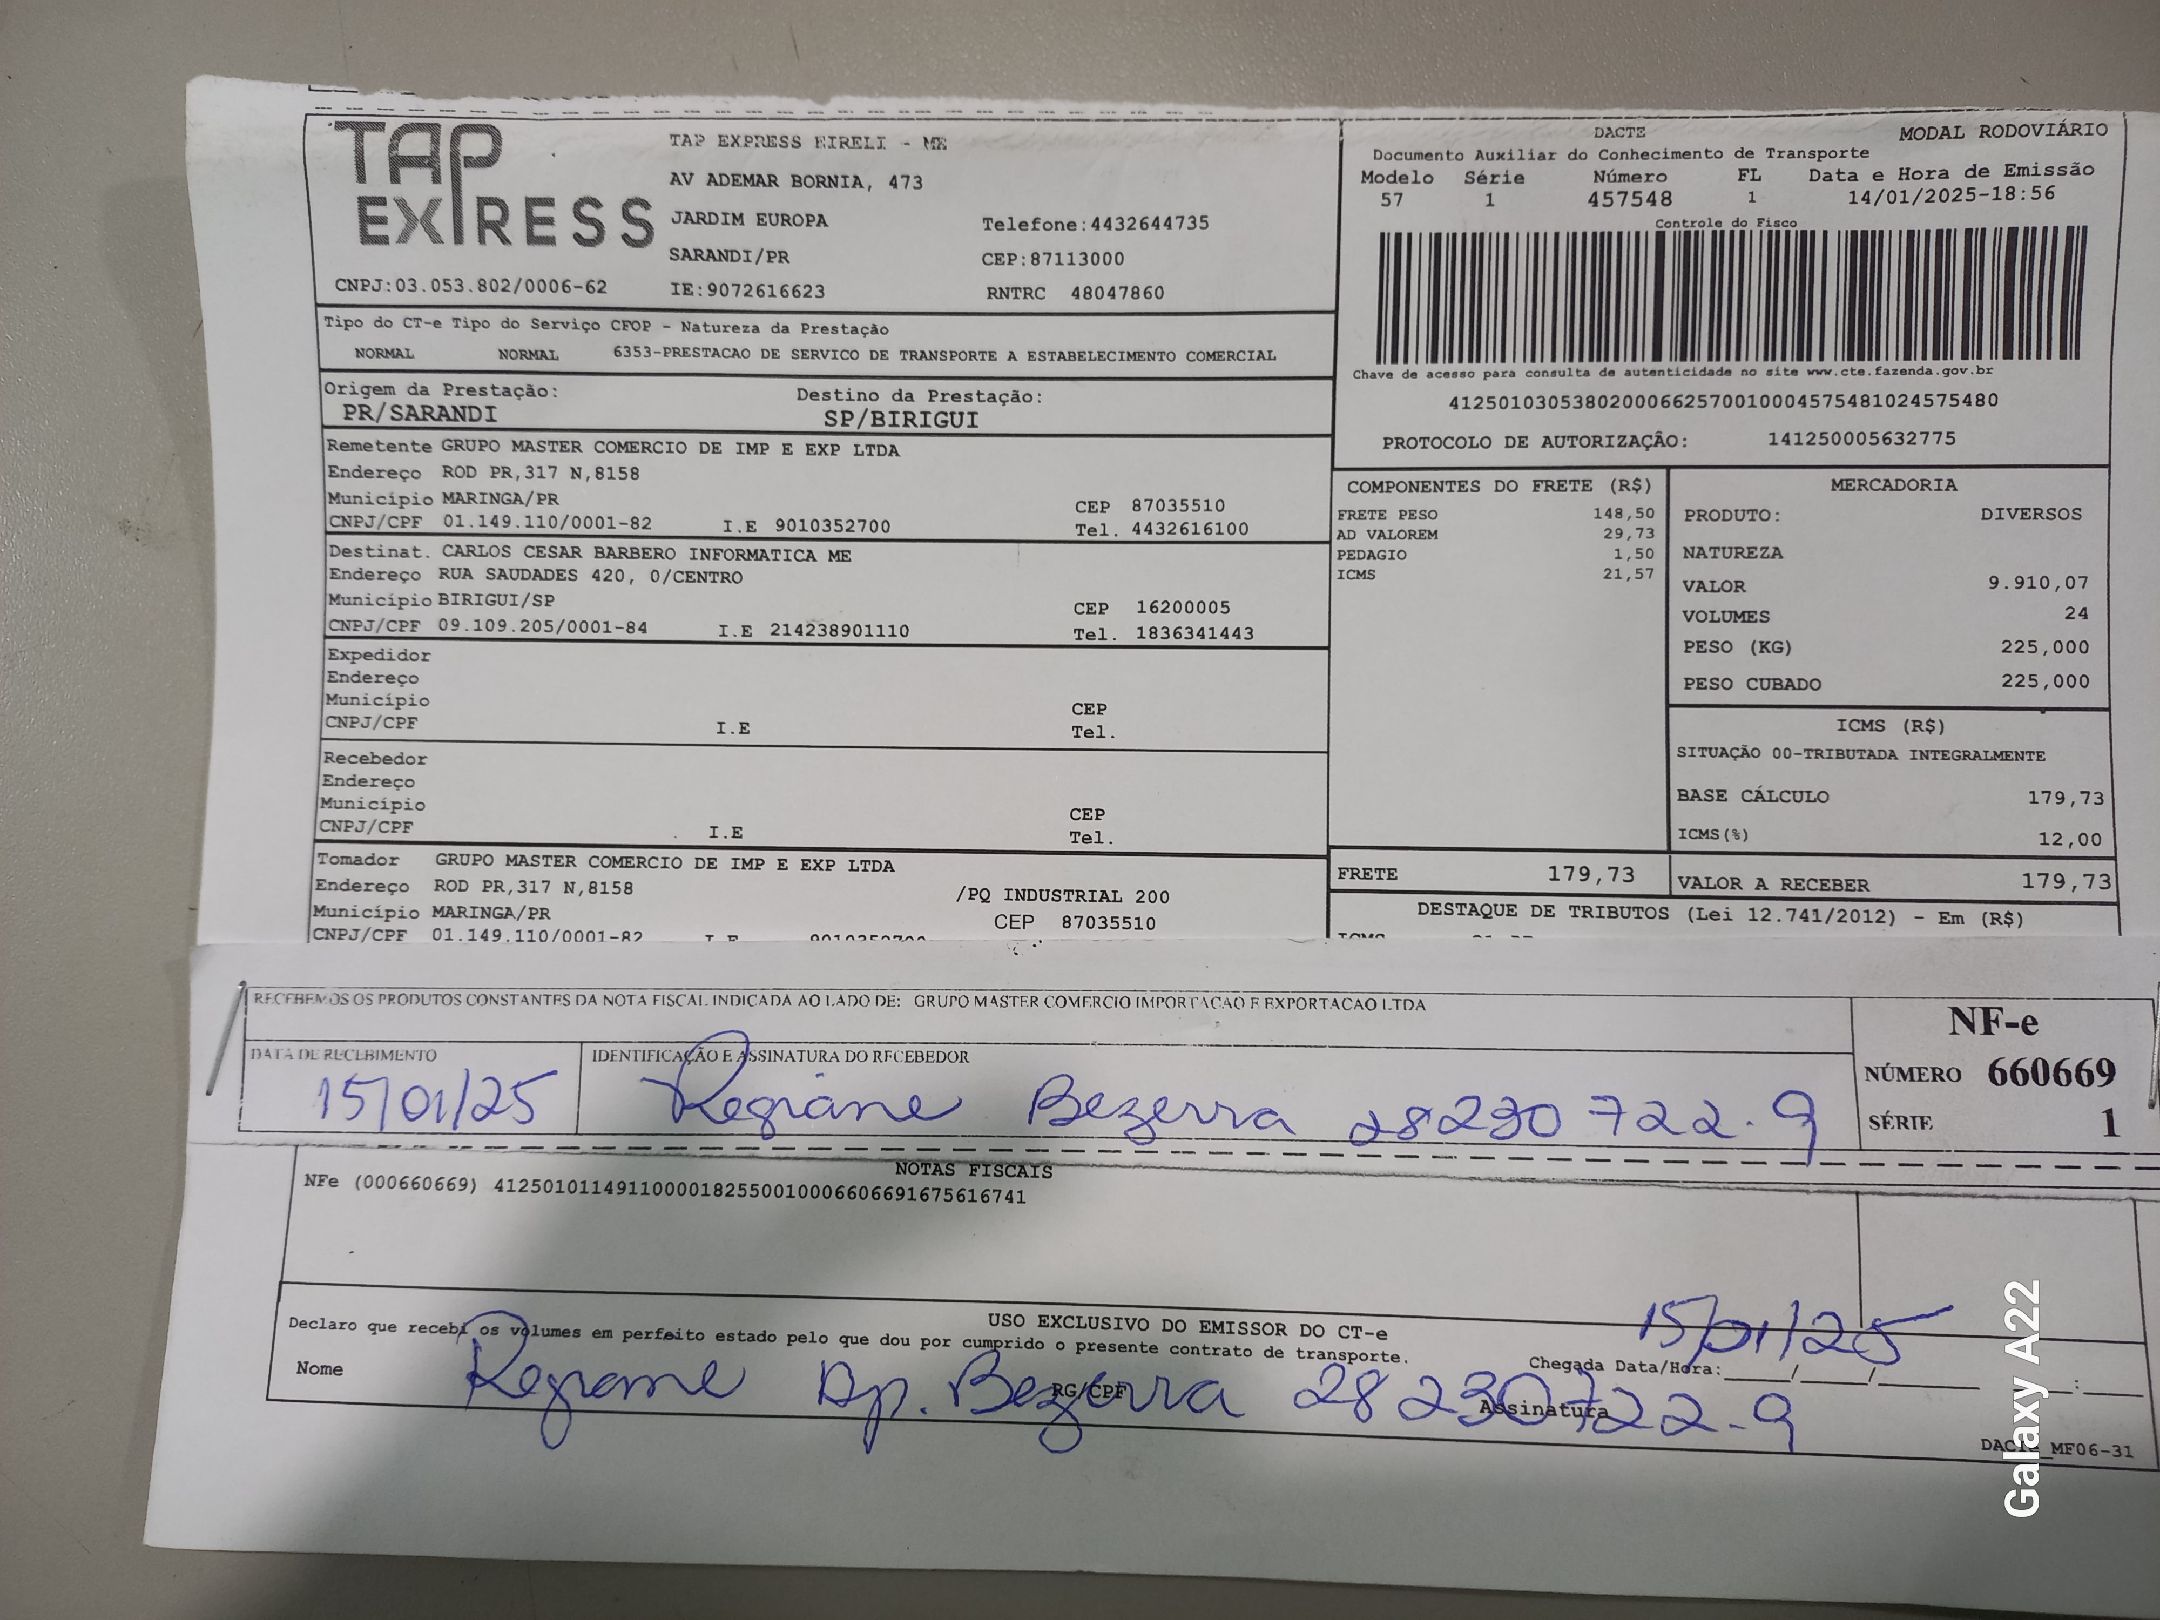 TAP EXPRESS
TAP EXPRESS EIRELI - ME
AV ADEMAR BORNIA, 473
JARDIM EUROPA Telefone:4432644735
SARANDI/PR CEP:87113000
CNPJ:03.053.802/0006-62 IE:9072616623 RNTRC 48047860
DACTE MODAL RODOVIÁRIO
Documento Auxiliar do Conhecimento de Transporte
Modelo Série Número FL Data e Hora de Emissão
57 1 457548 1 14/01/2025-18:56
Controle do Fisco
Chave de acesso para consulta de autenticidade no site www.cte.fazenda.gov.br
41250103053802000662570010004575481024575480
PROTOCOLO DE AUTORIZAÇÃO: 141250005632775
Tipo do CT-e Tipo do Serviço CFOP - Natureza da Prestação
NORMAL NORMAL 6353-PRESTACAO DE SERVICO DE TRANSPORTE A ESTABELECIMENTO COMERCIAL
Origem da Prestação: Destino da Prestação:
PR/SARANDI SP/BIRIGUI
Remetente GRUPO MASTER COMERCIO DE IMP E EXP LTDA
Endereço ROD PR,317 N,8158
Município MARINGA/PR CEP 87035510
CNPJ/CPF 01.149.110/0001-82 I.E 9010352700 Tel. 4432616100
Destinat. CARLOS CESAR BARBERO INFORMATICA ME
Endereço RUA SAUDADES 420, 0/CENTRO
Município BIRIGUI/SP CEP 16200005
CNPJ/CPF 09.109.205/0001-84 I.E 214238901110 Tel. 1836341443
Expedidor
Endereço
Município CEP
CNPJ/CPF I.E Tel.
Recebedor
Endereço
Município CEP
CNPJ/CPF I.E Tel.
Tomador GRUPO MASTER COMERCIO DE IMP E EXP LTDA
Endereço ROD PR,317 N,8158 /PQ INDUSTRIAL 200
Município MARINGA/PR CEP 87035510
CNPJ/CPF 01.149.110/0001-82 I.E 9010352700
COMPONENTES DO FRETE (R$)
FRETE PESO 148,50
AD VALOREM 29,73
PEDAGIO 1,50
ICMS 21,57
MERCADORIA
PRODUTO: DIVERSOS
NATUREZA
VALOR 9.910,07
VOLUMES 24
PESO (KG) 225,000
PESO CUBADO 225,000
ICMS (R$)
SITUAÇÃO 00-TRIBUTADA INTEGRALMENTE
BASE CÁLCULO 179,73
ICMS(%) 12,00
FRETE 179,73 VALOR A RECEBER 179,73
DESTAQUE DE TRIBUTOS (Lei 12.741/2012) - Em (R$)
ICMS
RECEBEMOS OS PRODUTOS CONSTANTES DA NOTA FISCAL INDICADA AO LADO DE: GRUPO MASTER COMERCIO IMPORTACAO E EXPORTACAO LTDA
DATA DE RECEBIMENTO IDENTIFICAÇÃO E ASSINATURA DO RECEBEDOR
15/01/25 Regiane Bezerra 28230722.9
NF-e
NÚMERO 660669
SÉRIE 1
NOTAS FISCAIS
NFe (000660669) 41250101149110000182550010006606691675616741
USO EXCLUSIVO DO EMISSOR DO CT-e
Declaro que recebi os volumes em perfeito estado pelo que dou por cumprido o presente contrato de transporte.
15/01/25
Chegada Data/Hora:____/____/______ __:____
Nome Regiane Ap. Bezerra 28230722-9
RG/CPF Assinatura
DACTE_MF06-31
Galaxy A22